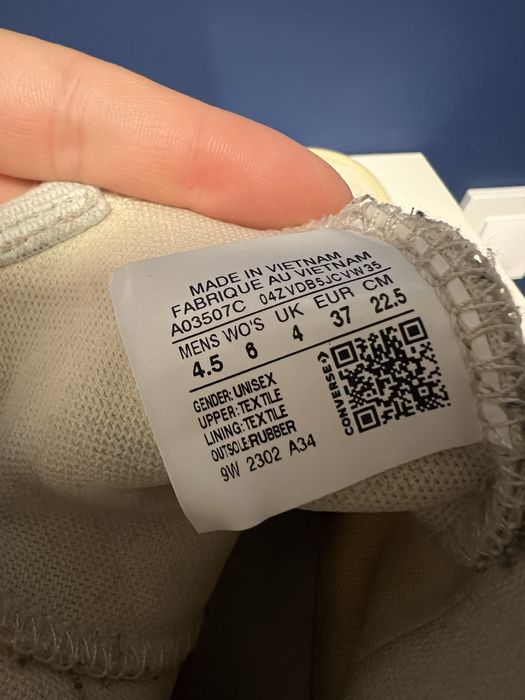 MADE IN VIETNAM
FABRIQUE AU VIETNAM
A03507C 04ZVDB5JCVW35
MENS WO'S UK EUR CM
4.5 6 4 37 22.5
GENDER: UNISEX
UPPER: TEXTILE
LINING: TEXTILE
OUTSOLE:RUBBER
9W 2302 A34
CONVERSE